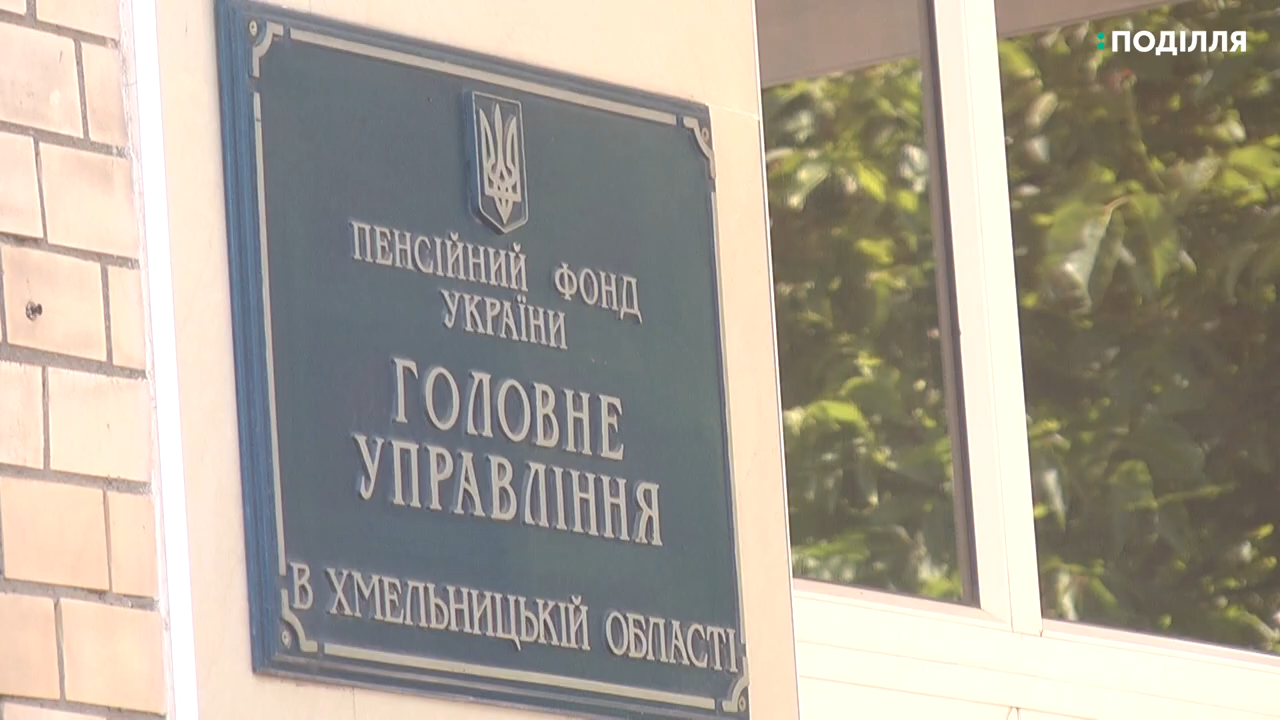 :ПОДІЛЛЯ
ПЕНСІЙНИЙ ФОНД
УКРАЇНИ
ГОЛОВНЕ
УПРАВЛІННЯ
В ХМЕЛЬНИЦЬКІЙ ОБЛАСТІ